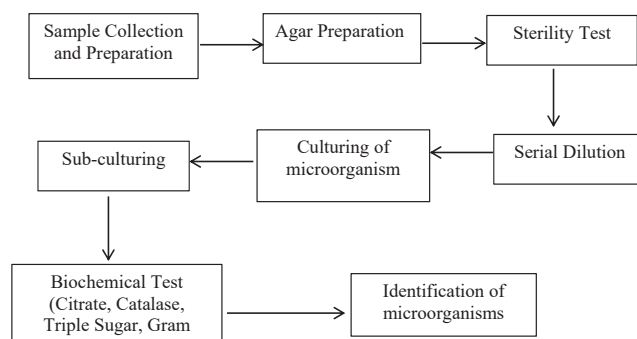 Sample Collection
and Preparation
Agar Preparation
Sterility Test
Serial Dilution
Culturing of
microorganism
Sub-culturing
Biochemical Test
(Citrate, Catalase,
Triple Sugar, Gram
Identification of
microorganisms